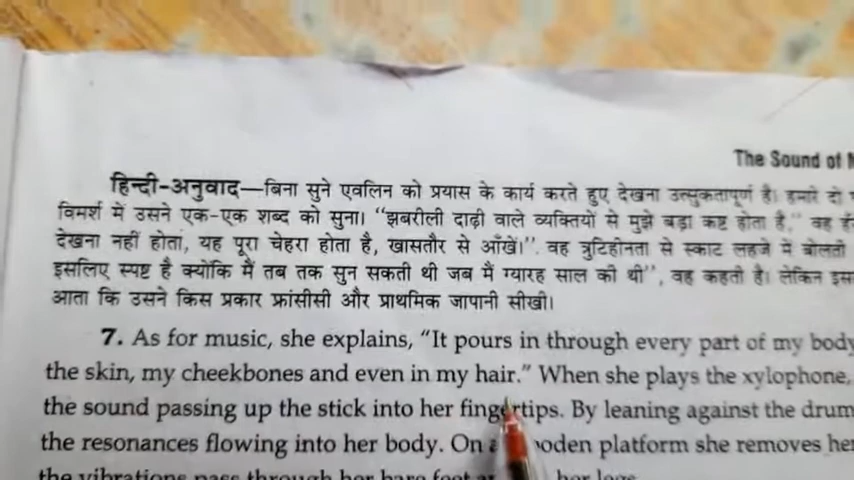 The Sound of
हिन्दी-अनुवाद—बिना सुने एवलिन को प्रयास के कार्य करते हुए देखना उत्सुकतापूर्ण है। हमारे दो
विमर्श में उसने एक-एक शब्द को सुना। "झबरीली दाढ़ी वाले व्यक्तियों से मुझे बड़ा कष्ट होता है," वह
देखना नहीं होता, यह पूरा चेहरा होता है, खासतौर से आँखें।". वह त्रुटिहीनता से स्काट लहजे में बोलती
इसलिए स्पष्ट है क्योंकि मैं तब तक सुन सकती थी जब मैं ग्यारह साल की थी", वह कहती है। लेकिन
आता कि उसने किस प्रकार फ्रांसीसी और प्राथमिक जापानी सीखी।
7. As for music, she explains, "It pours in through every part of my body
the skin, my cheekbones and even in my hair." When she plays the xylophone,
the sound passing up the stick into her fingertips. By leaning against the drum
the resonances flowing into her body. On platform she removes her
the vibrations pass through her bare feet her legs.